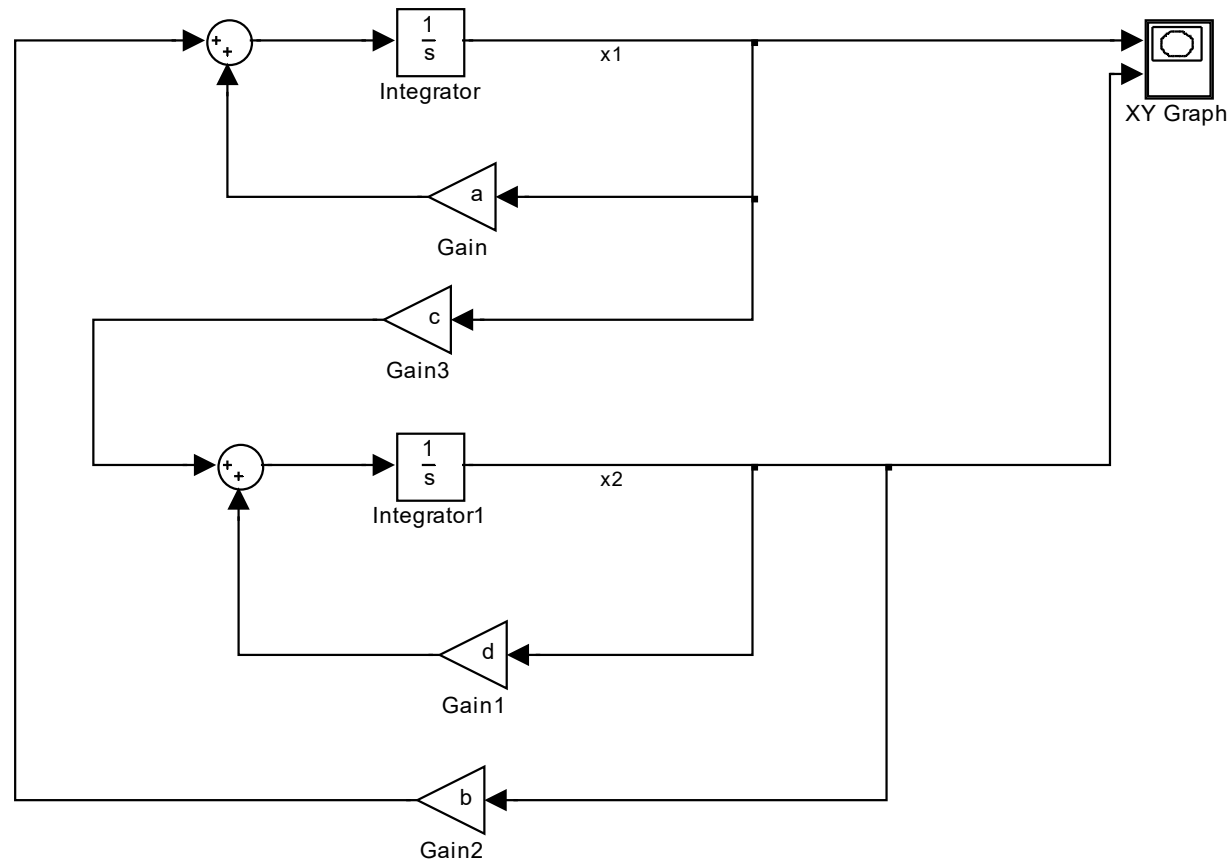 +
+
1
s
Integrator
x1
XY Graph
a
Gain
c
Gain3
+
+
1
s
Integrator1
x2
d
Gain1
b
Gain2